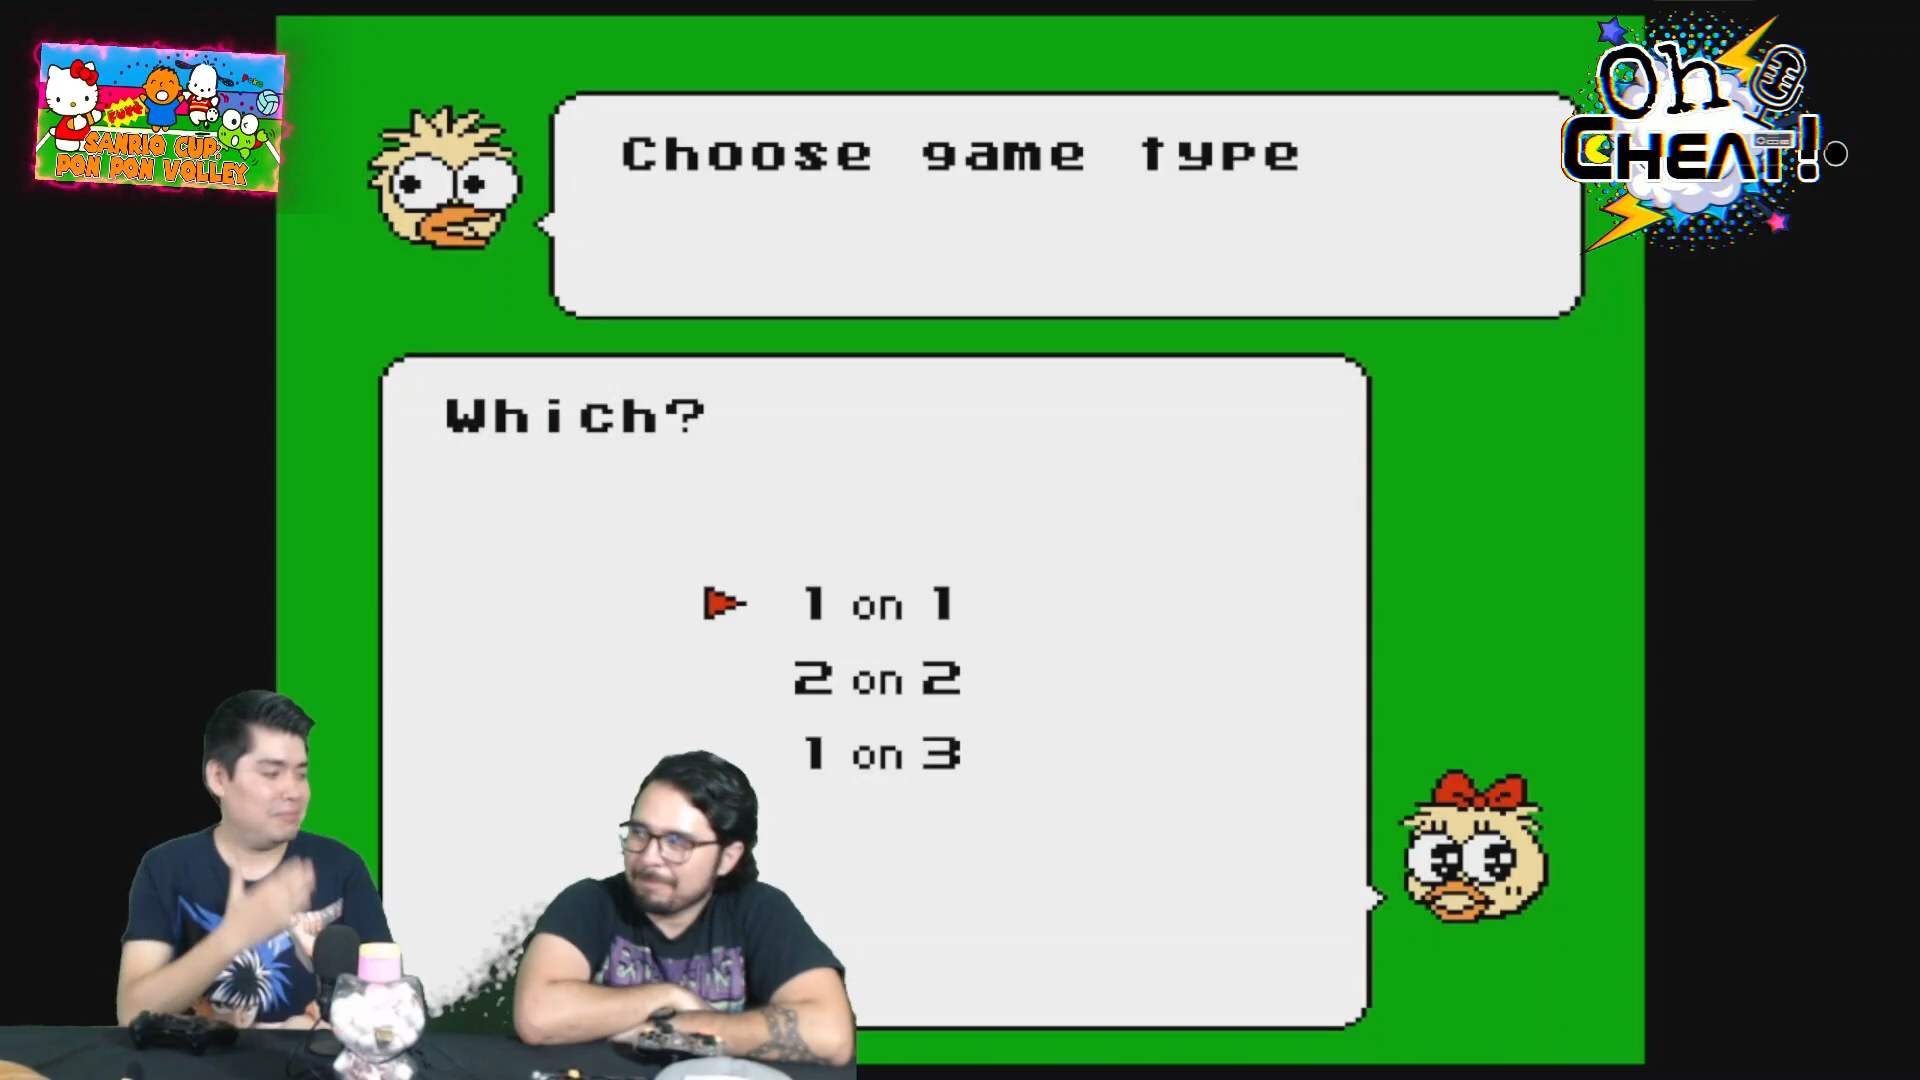 FURE
SANRIO CUP:
PON PON VOLLEY
Oh
CHEAT!
Choose game type
Which?
1 on 1
2 on 2
1 on 3